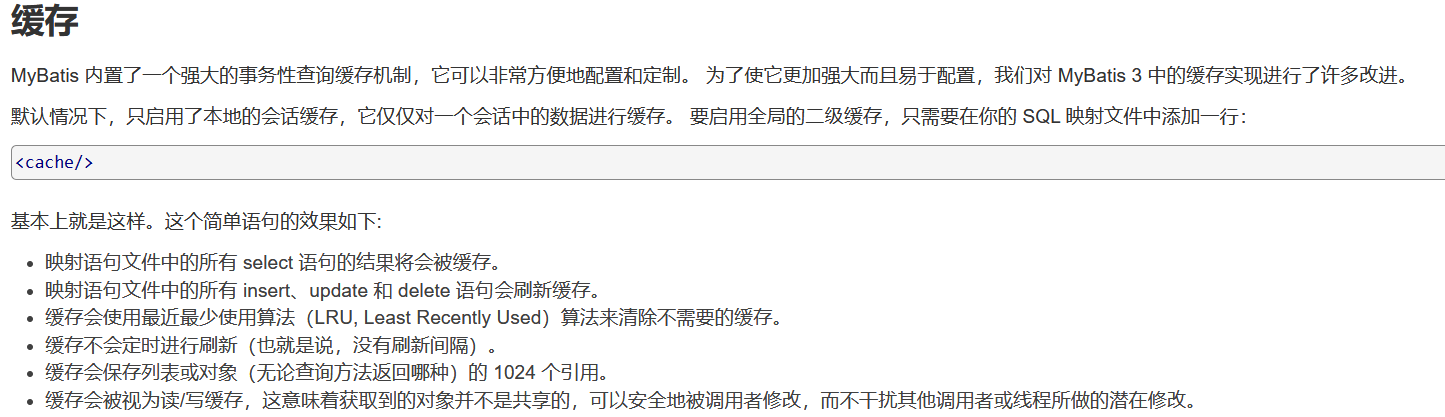 缓存
MyBatis 内置了一个强大的事务性查询缓存机制，它可以非常方便地配置和定制。 为了使它更加强大而且易于配置，我们对 MyBatis 3 中的缓存实现进行了许多改进。
默认情况下，只启用了本地的会话缓存，它仅仅对一个会话中的数据进行缓存。 要启用全局的二级缓存，只需要在你的 SQL 映射文件中添加一行：
<cache/>
基本上就是这样。这个简单语句的效果如下:
• 映射语句文件中的所有 select 语句的结果将会被缓存。
• 映射语句文件中的所有 insert、update 和 delete 语句会刷新缓存。
• 缓存会使用最近最少使用算法（LRU, Least Recently Used）算法来清除不需要的缓存。
• 缓存不会定时进行刷新（也就是说，没有刷新间隔）。
• 缓存会保存列表或对象（无论查询方法返回哪种）的 1024 个引用。
• 缓存会被视为读/写缓存，这意味着获取到的对象并不是共享的，可以安全地被调用者修改，而不干扰其他调用者或线程所做的潜在修改。